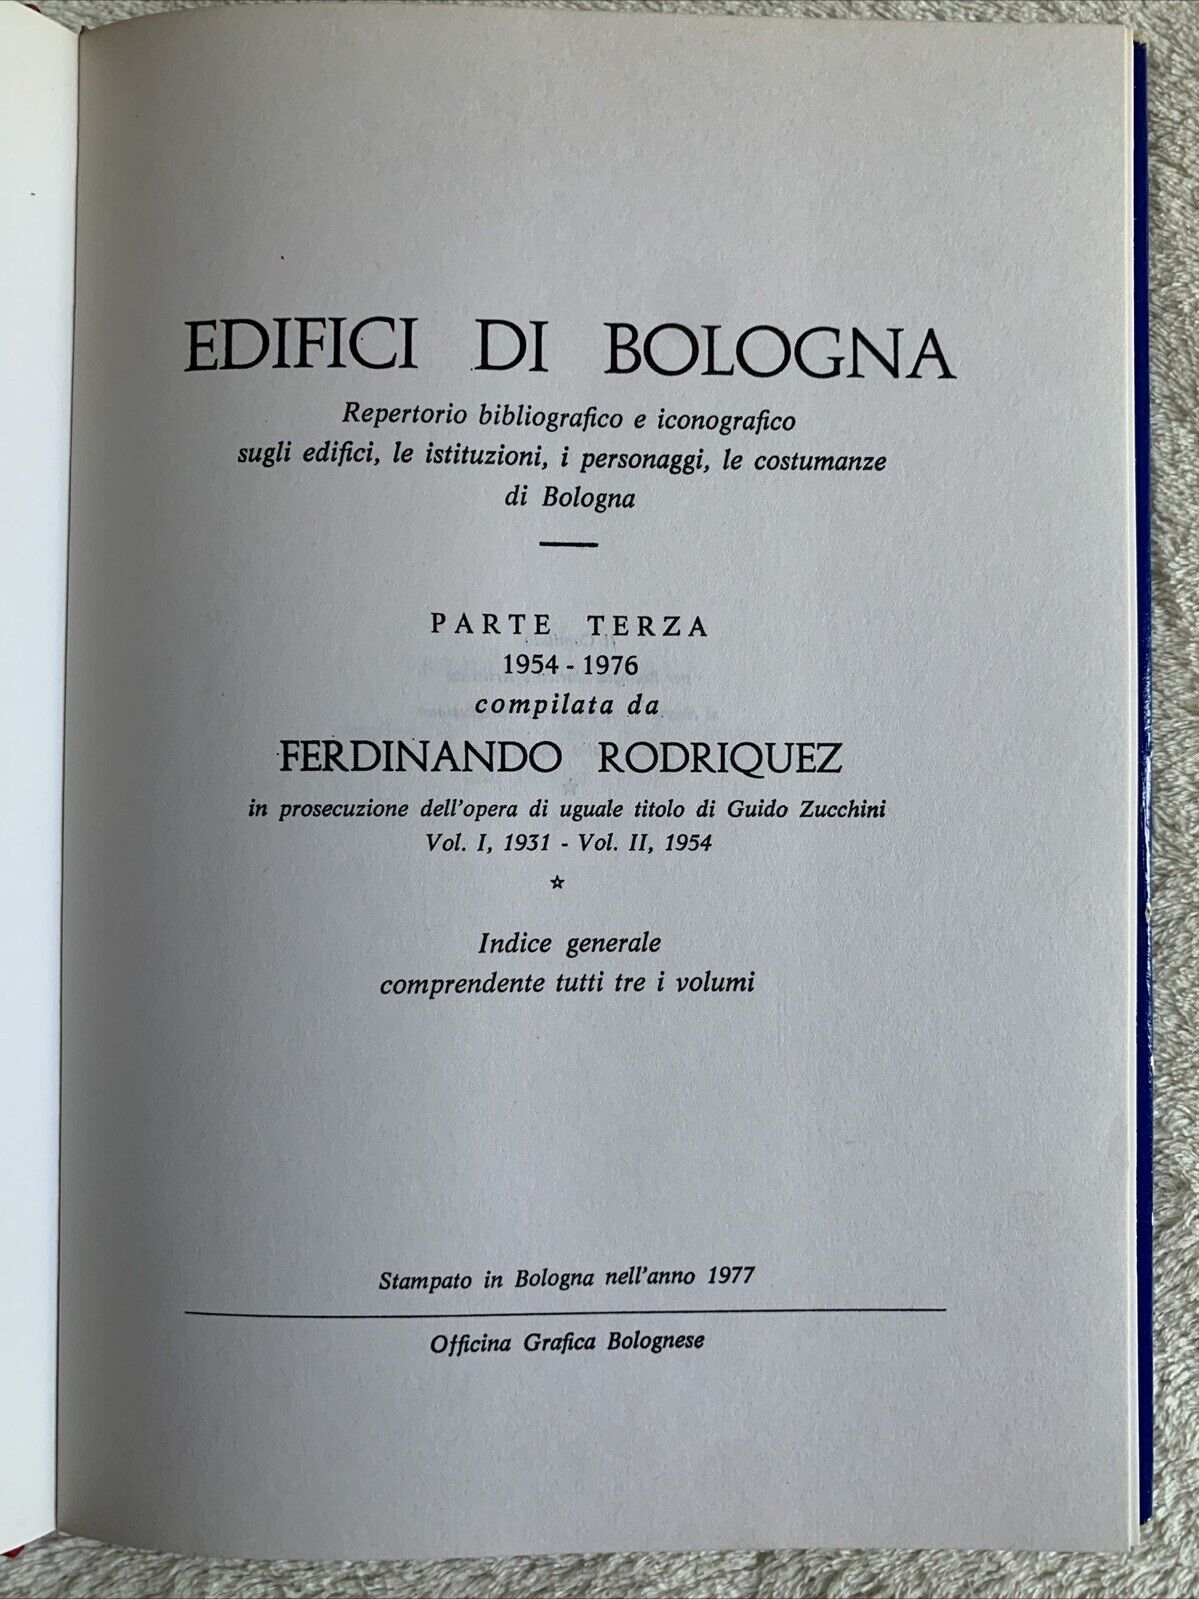 EDIFICI DI BOLOGNA
Repertorio bibliografico e iconografico
sugli edifici, le istituzioni, i personaggi, le costumanze
di Bologna
PARTE TERZA
1954 - 1976
compilata da
FERDINANDO RODRIQUEZ
in prosecuzione dell'opera di uguale titolo di Guido Zucchini
Vol. I, 1931 - Vol. II, 1954
Indice generale
comprendente tutti tre i volumi
Stampato in Bologna nell'anno 1977
Officina Grafica Bolognese